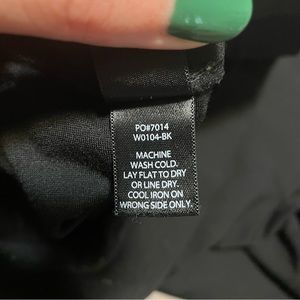 PO#7014
W0104-BK
MACHINE
WASH COLD.
LAY FLAT TO DRY
OR LINE DRY.
COOL IRON ON
WRONG SIDE ONLY.